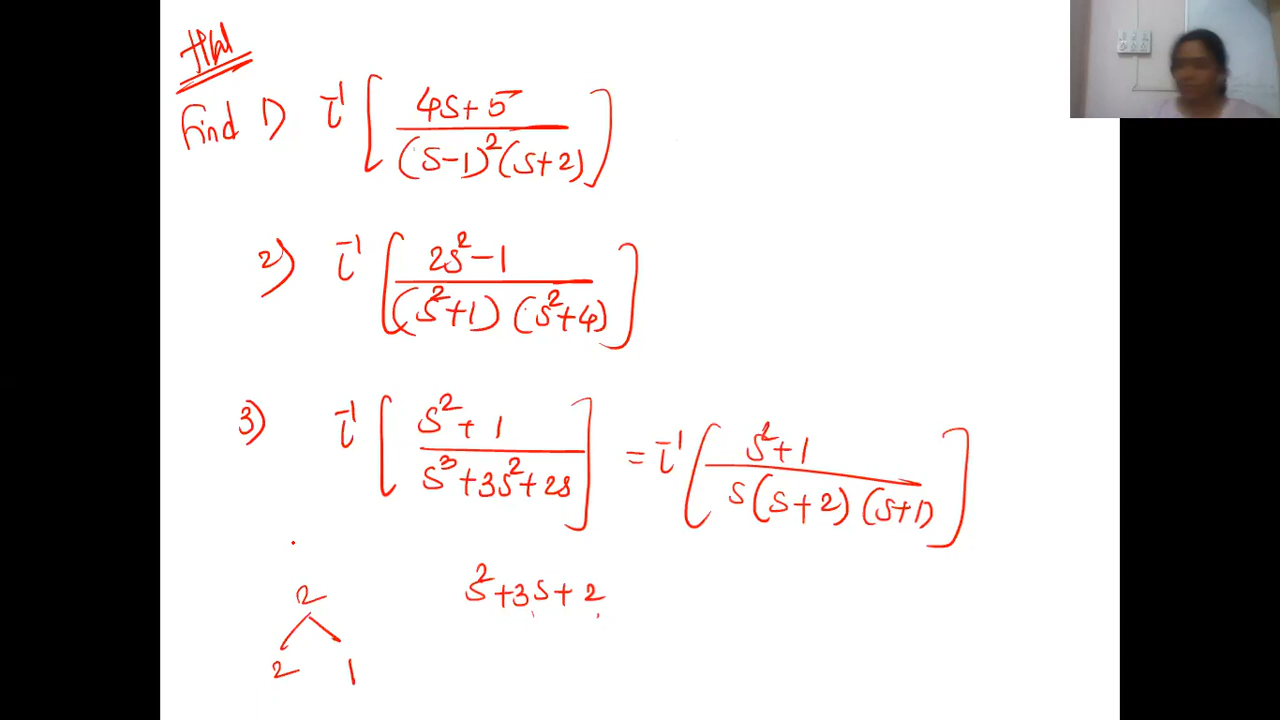 HW
Find 1) L⁻¹ [ (4s+5) / ((s-1)²(s+2)) ]
2) L⁻¹ [ (2s²-1) / ((s²+1)(s²+4)) ]
3) L⁻¹ [ (s²+1) / (s³+3s²+2s) ] = L⁻¹ [ (s²+1) / (s(s+2)(s+1)) ]
2 s²+3s+2
2 1